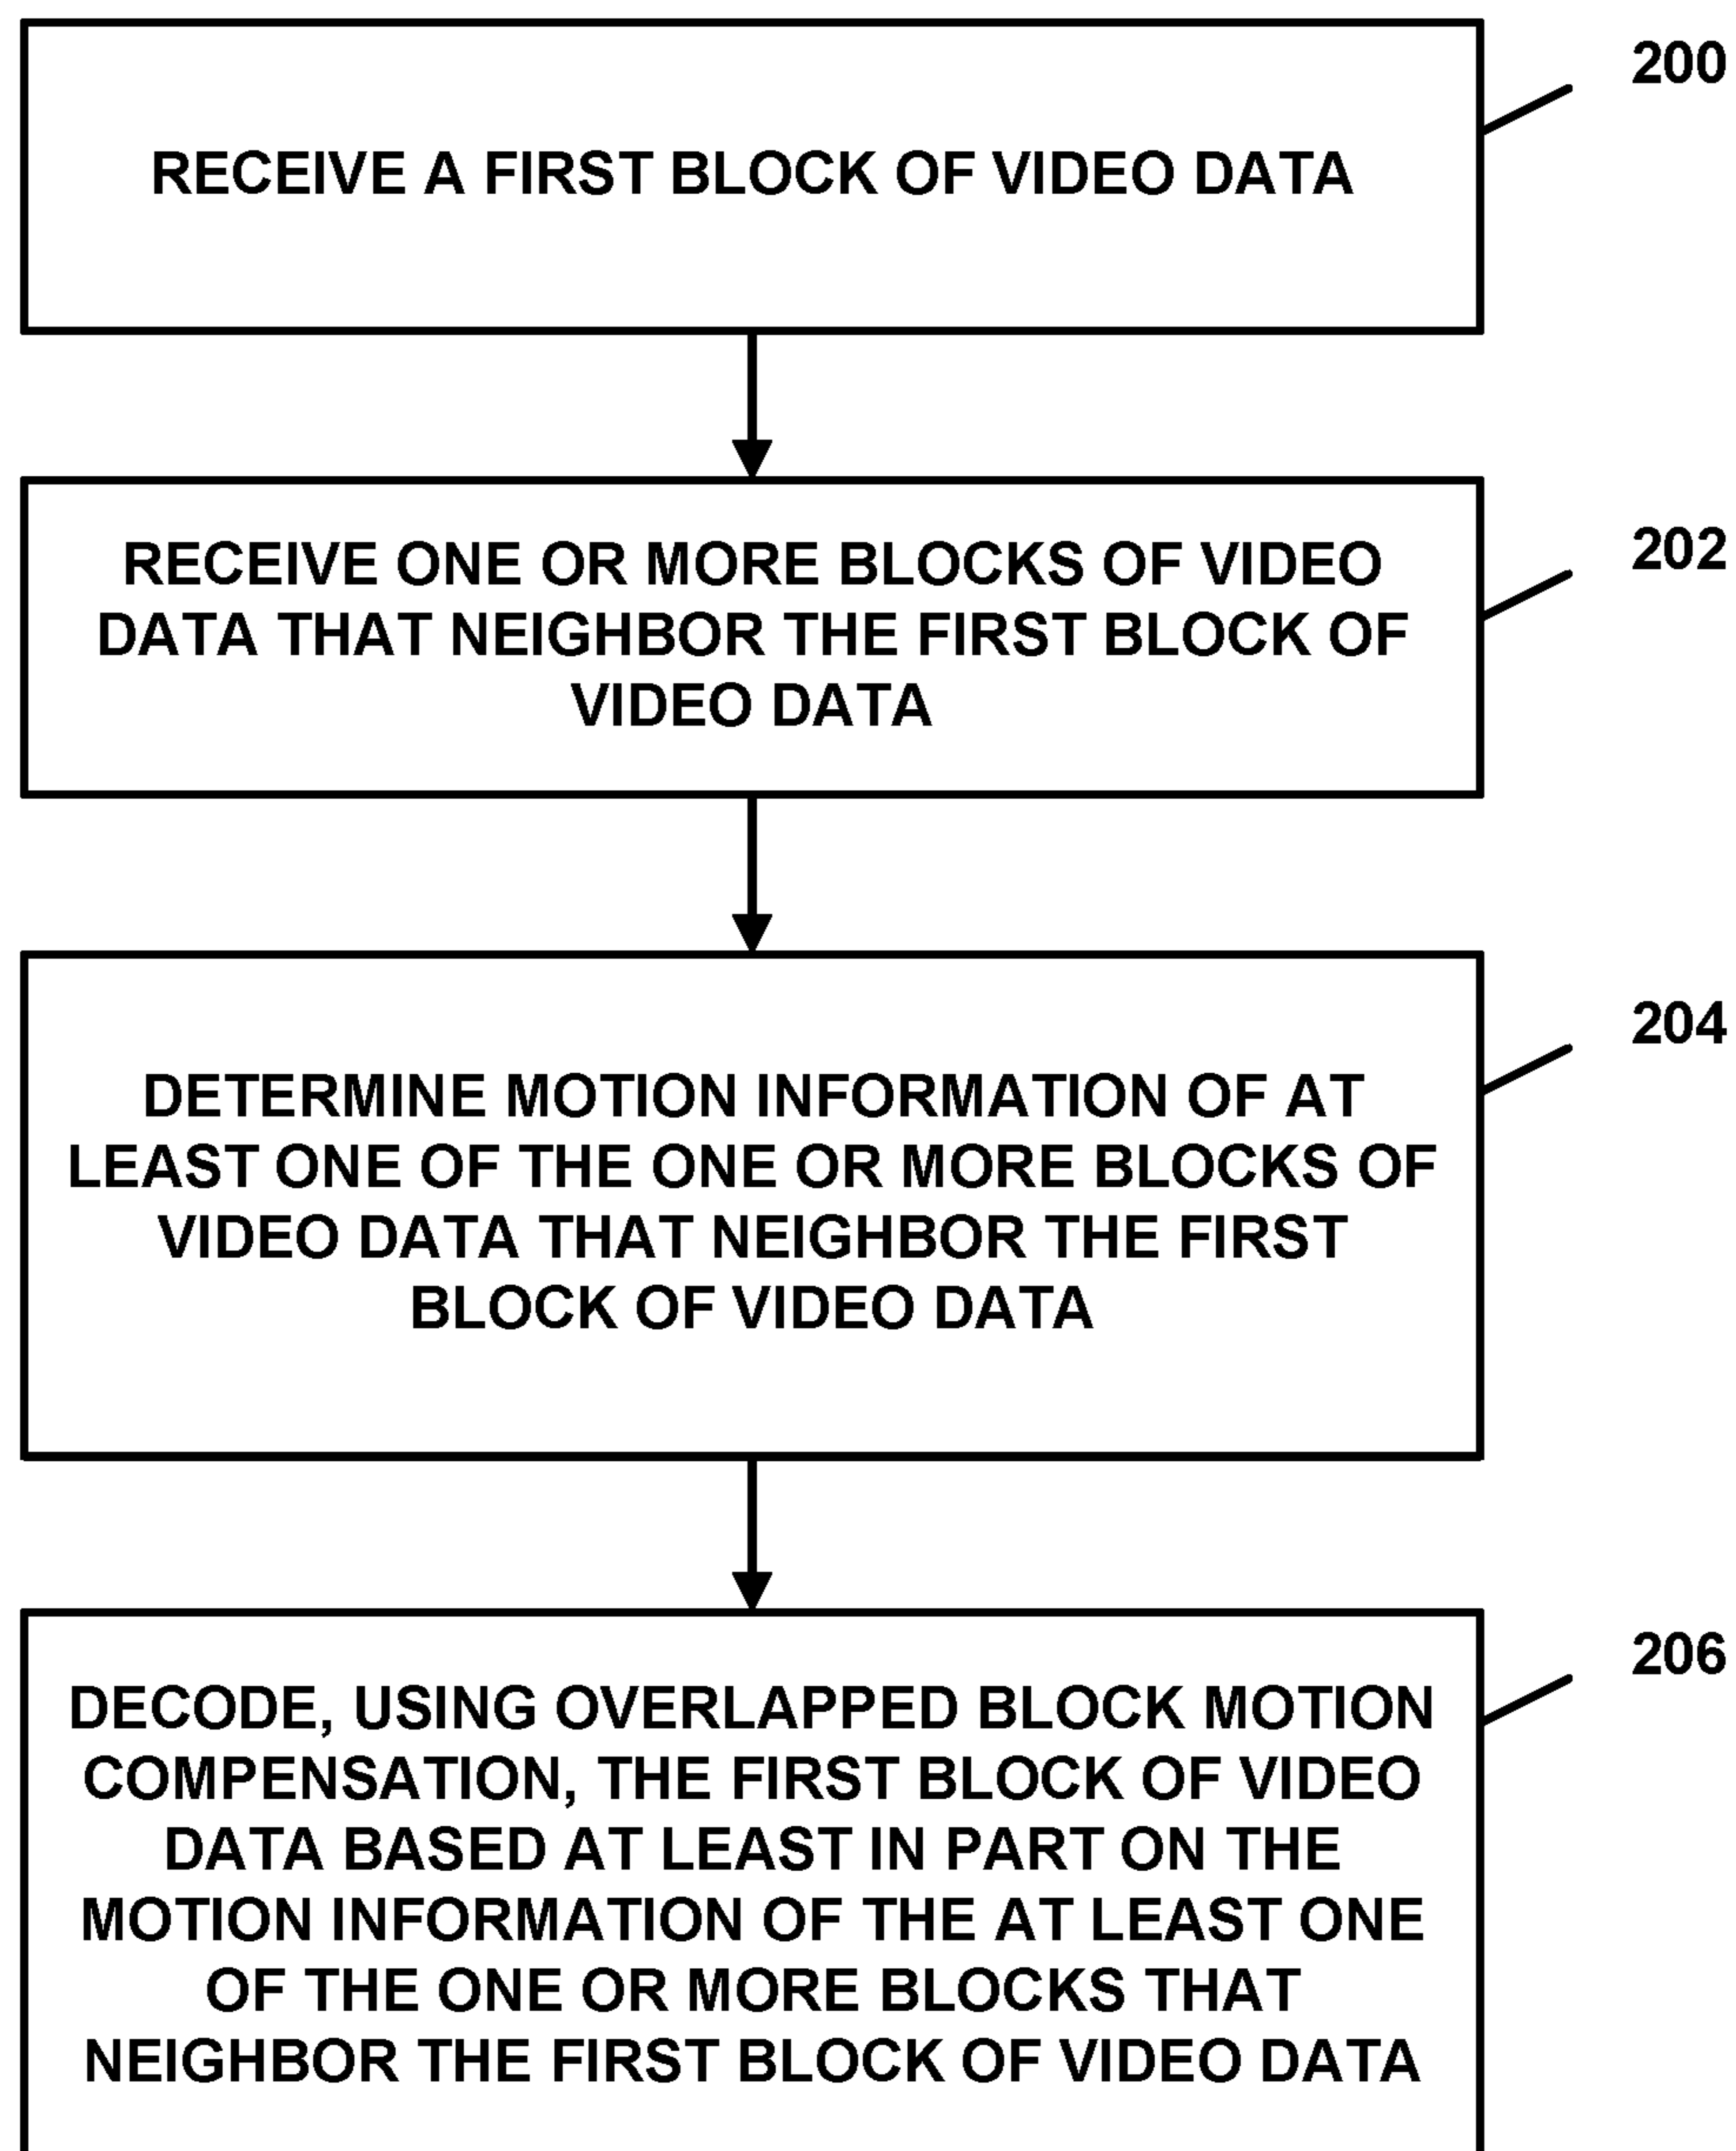 200
RECEIVE A FIRST BLOCK OF VIDEO DATA
202
RECEIVE ONE OR MORE BLOCKS OF VIDEO
DATA THAT NEIGHBOR THE FIRST BLOCK OF
VIDEO DATA
204
DETERMINE MOTION INFORMATION OF AT
LEAST ONE OF THE ONE OR MORE BLOCKS OF
VIDEO DATA THAT NEIGHBOR THE FIRST
BLOCK OF VIDEO DATA
206
DECODE, USING OVERLAPPED BLOCK MOTION
COMPENSATION, THE FIRST BLOCK OF VIDEO
DATA BASED AT LEAST IN PART ON THE
MOTION INFORMATION OF THE AT LEAST ONE
OF THE ONE OR MORE BLOCKS THAT
NEIGHBOR THE FIRST BLOCK OF VIDEO DATA